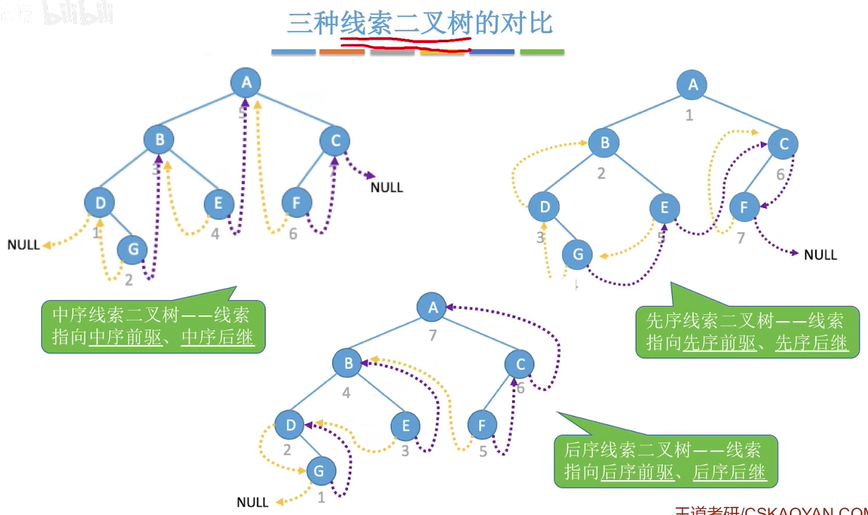 bilibili
三种线索二叉树的对比
A
5
B
3
C
7
NULL
D
1
E
4
F
6
NULL
G
2
中序线索二叉树——线索
指向中序前驱、中序后继
A
1
B
2
C
6
D
3
E
5
F
7
G
NULL
先序线索二叉树——线索
指向先序前驱、先序后继
A
7
B
4
C
6
D
2
E
3
F
5
G
1
NULL
后序线索二叉树——线索
指向后序前驱、后序后继
王道考研/CSKAOYAN.COM